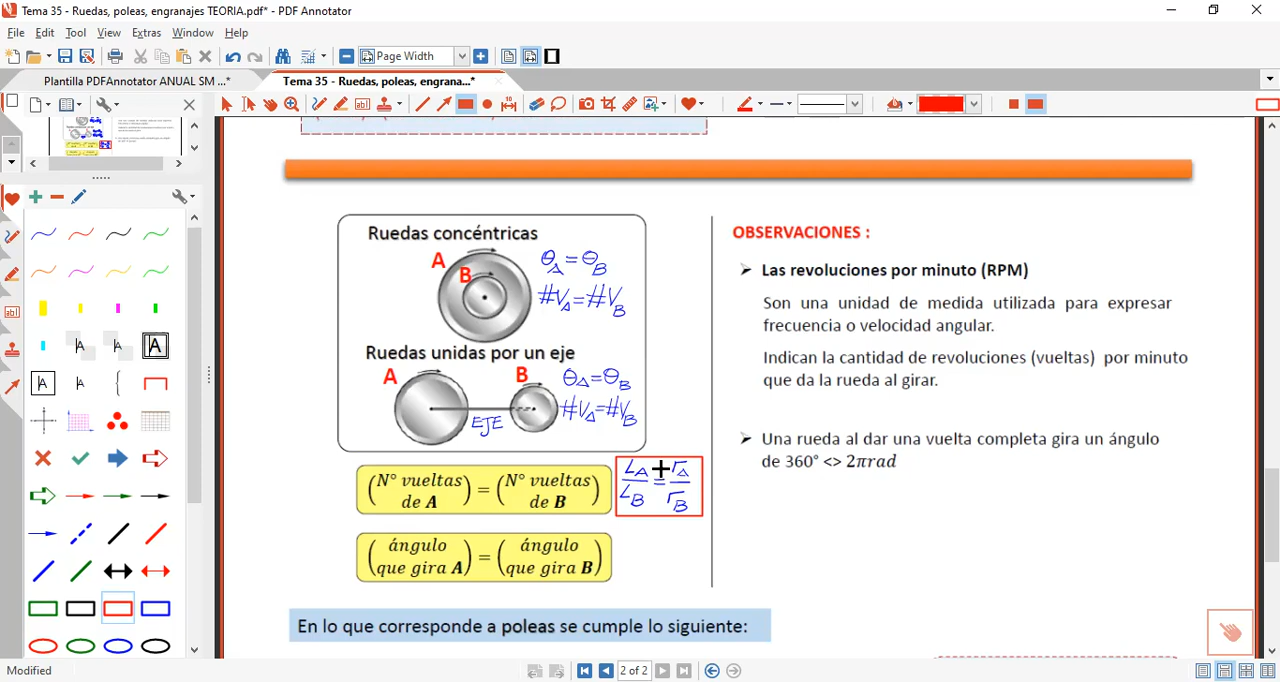 Tema 35 - Ruedas, poleas, engranajes TEORIA.pdf* - PDF Annotator
File Edit Tool View Extras Window Help
Page Width
Plantilla PDFAnnotator ANUAL SM ...*
Tema 35 - Ruedas, poleas, engrana...*
Ruedas concéntricas
A
B
θA = θB
#VA = #VB
Ruedas unidas por un eje
A
B
EJE
θA = θB
#VA = #VB
(N° vueltas de A) = (N° vueltas de B)
LA/LB = rA/rB
(ángulo que gira A) = (ángulo que gira B)
OBSERVACIONES :
➤ Las revoluciones por minuto (RPM)
Son una unidad de medida utilizada para expresar
frecuencia o velocidad angular.
Indican la cantidad de revoluciones (vueltas) por minuto
que da la rueda al girar.
➤ Una rueda al dar una vuelta completa gira un ángulo
de 360° <> 2πrad
En lo que corresponde a poleas se cumple lo siguiente:
Modified
2 of 2